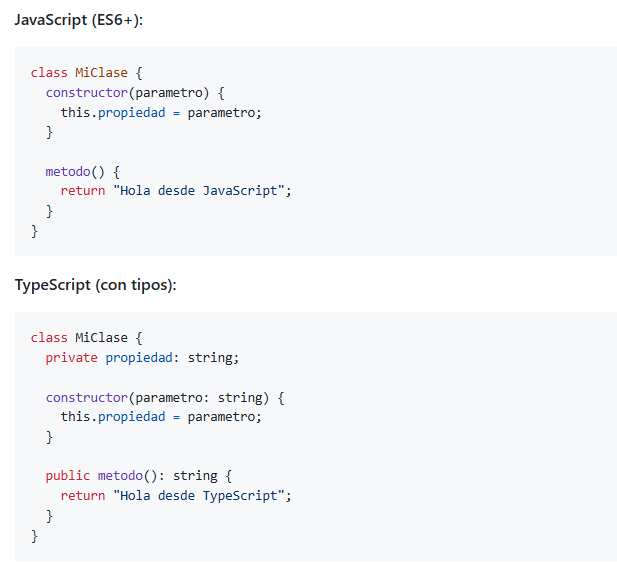 JavaScript (ES6+):
class MiClase {
  constructor(parametro) {
    this.propiedad = parametro;
  }

  metodo() {
    return "Hola desde JavaScript";
  }
}
TypeScript (con tipos):
class MiClase {
  private propiedad: string;

  constructor(parametro: string) {
    this.propiedad = parametro;
  }

  public metodo(): string {
    return "Hola desde TypeScript";
  }
}